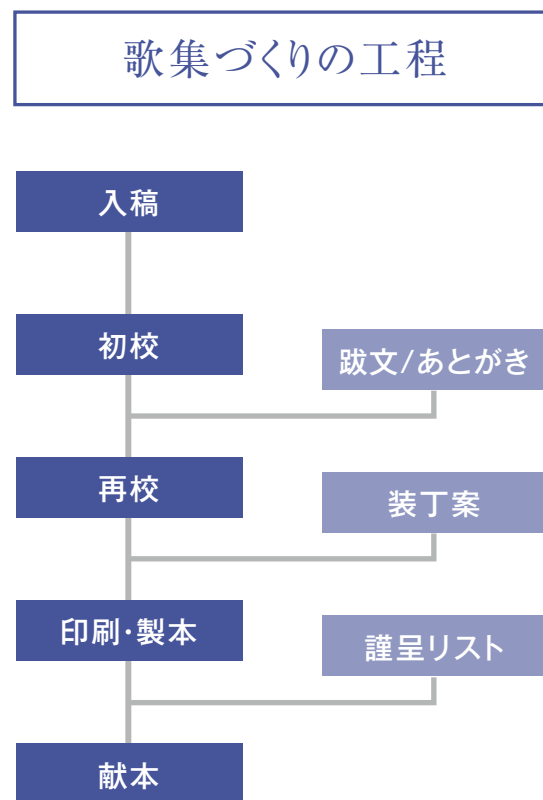 歌集づくりの工程
入稿
初校
跋文/あとがき
再校
装丁案
印刷・製本
謹呈リスト
献本